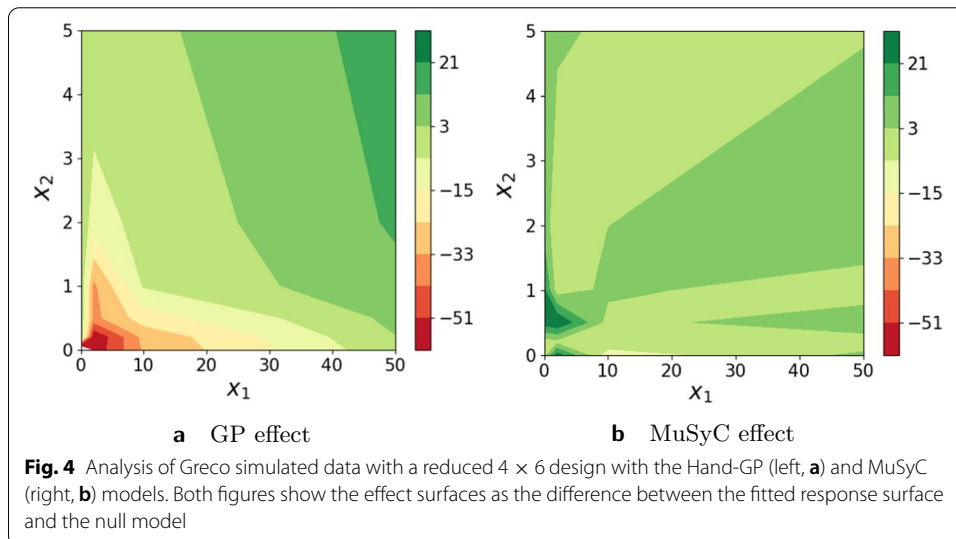 5
4
3
2
1
0
x₂
0 10 20 30 40 50
x₁
21
3
−15
−33
−51
a GP effect
5
4
3
2
1
0
x₂
0 10 20 30 40 50
x₁
21
3
−15
−33
−51
b MuSyC effect
Fig. 4 Analysis of Greco simulated data with a reduced 4 × 6 design with the Hand-GP (left, a) and MuSyC
(right, b) models. Both figures show the effect surfaces as the difference between the fitted response surface
and the null model